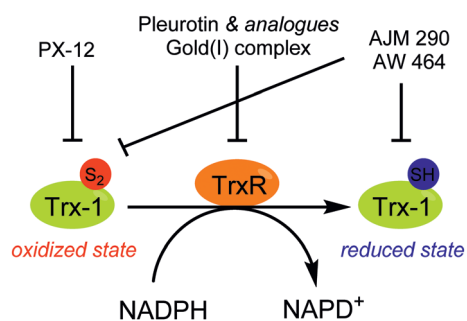 Pleurotin & analogues
Gold(I) complex
PX-12
AJM 290
AW 464
S2
TrxR
SH
Trx-1
Trx-1
oxidized state
reduced state
NADPH
NAPD+